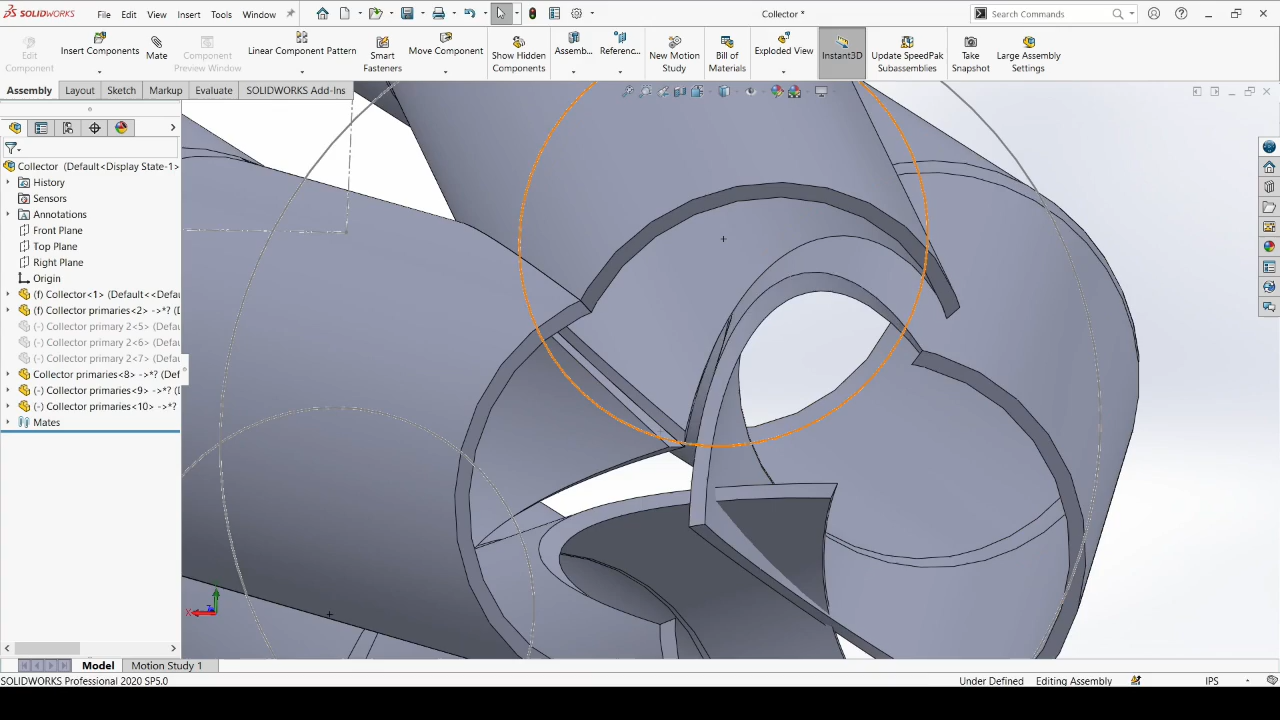 SOLIDWORKS
File Edit View Insert Tools Window
Collector *
Search Commands
Edit Component
Insert Components
Mate
Component Preview Window
Linear Component Pattern
Smart Fasteners
Move Component
Show Hidden Components
Assemb...
Referenc...
New Motion Study
Bill of Materials
Exploded View
Instant3D
Update SpeedPak Subassemblies
Take Snapshot
Large Assembly Settings
Assembly Layout Sketch Markup Evaluate SOLIDWORKS Add-Ins
Collector (Default<Display State-1>
History
Sensors
Annotations
Front Plane
Top Plane
Right Plane
Origin
(f) Collector<1> (Default<<Defau
(f) Collector primaries<2> ->*? (D
(-) Collector primary 2<5> (Defau
(-) Collector primary 2<6> (Defau
(-) Collector primary 2<7> (Defau
Collector primaries<8> ->*? (Def
(-) Collector primaries<9> ->*? (D
(-) Collector primaries<10> ->*?
Mates
X
Model Motion Study 1
SOLIDWORKS Professional 2020 SP5.0
Under Defined Editing Assembly IPS